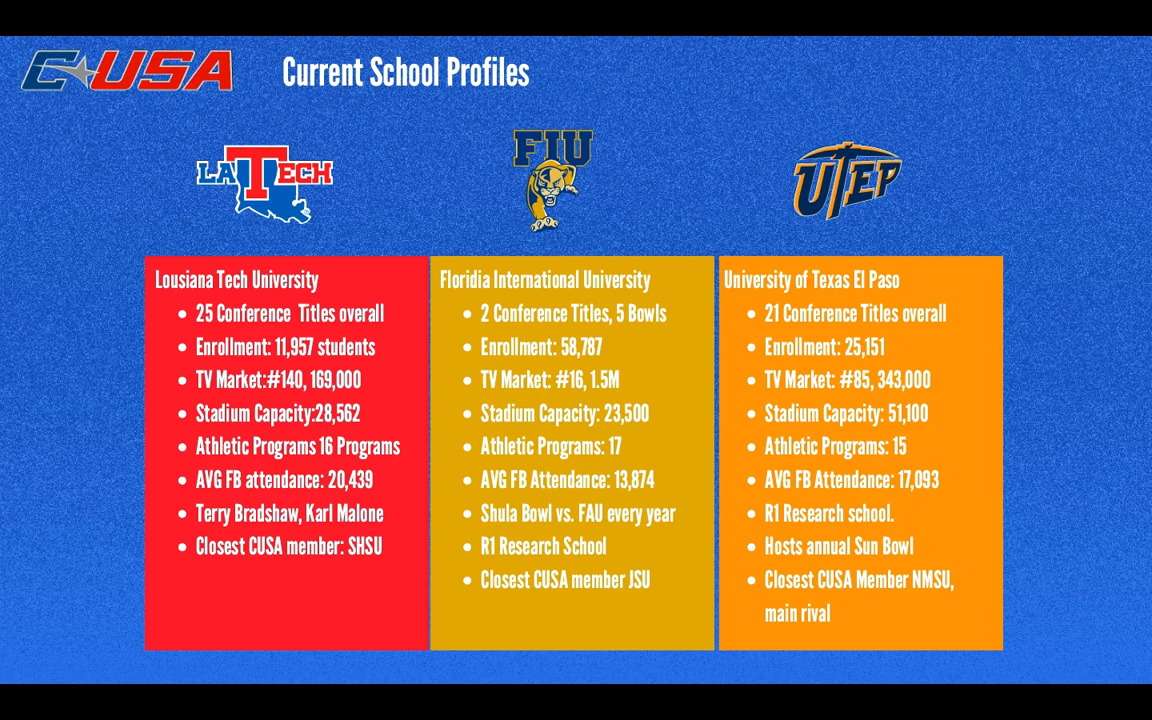 C USA
Current School Profiles
LA TECH
FIU
UTEP
Lousiana Tech University
• 25 Conference Titles overall
• Enrollment: 11,957 students
• TV Market:#140, 169,000
• Stadium Capacity:28,562
• Athletic Programs 16 Programs
• AVG FB attendance: 20,439
• Terry Bradshaw, Karl Malone
• Closest CUSA member: SHSU
Floridia International University
• 2 Conference Titles, 5 Bowls
• Enrollment: 58,787
• TV Market: #16, 1.5M
• Stadium Capacity: 23,500
• Athletic Programs: 17
• AVG FB Attendance: 13,874
• Shula Bowl vs. FAU every year
• R1 Research School
• Closest CUSA member JSU
University of Texas El Paso
• 21 Conference Titles overall
• Enrollment: 25,151
• TV Market: #85, 343,000
• Stadium Capacity: 51,100
• Athletic Programs: 15
• AVG FB Attendance: 17,093
• R1 Research school.
• Hosts annual Sun Bowl
• Closest CUSA Member NMSU,
main rival